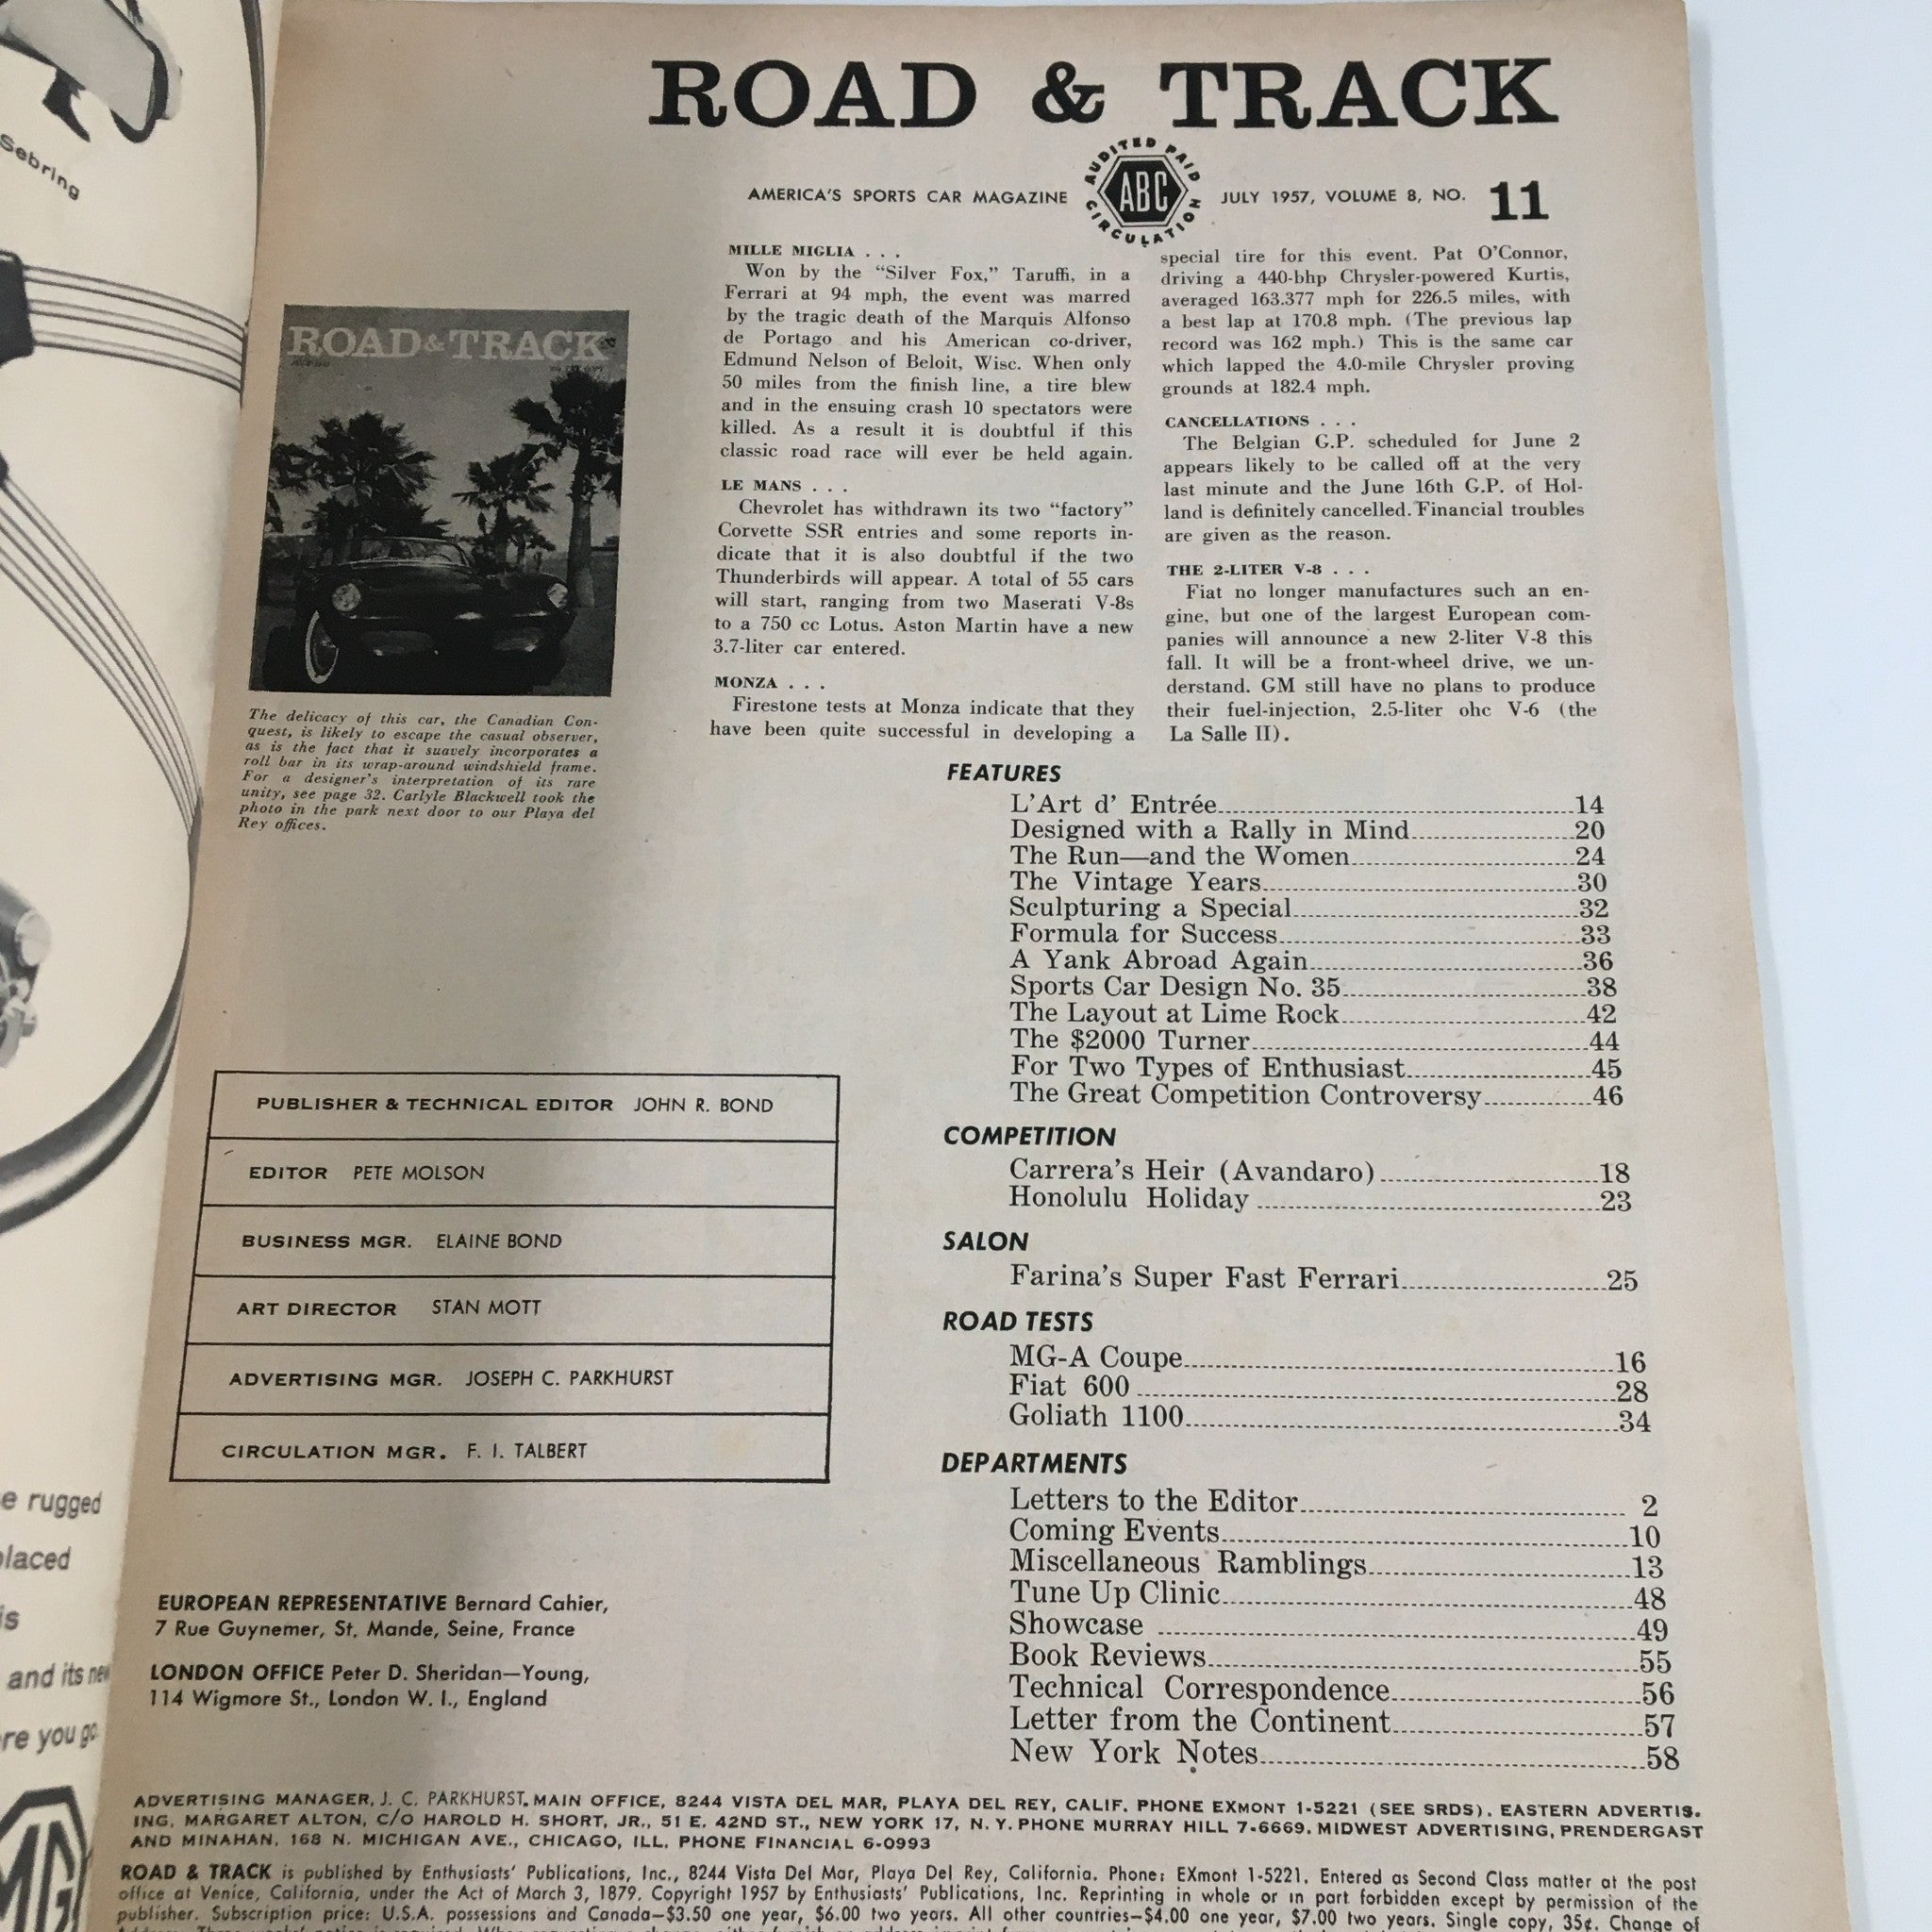 Sebring
e rugged
placed
is
and its new
re you go
MG
ROAD & TRACK
AMERICA'S SPORTS CAR MAGAZINE
AUDITED PAID CIRCULATION
ABC
JULY 1957, VOLUME 8, NO. 11
ROAD & TRACK
The delicacy of this car, the Canadian Con-
quest, is likely to escape the casual observer,
as is the fact that it suavely incorporates a
roll bar in its wrap-around windshield frame.
For a designer's interpretation of its rare
unity, see page 32. Carlyle Blackwell took the
photo in the park next door to our Playa del
Rey offices.
MILLE MIGLIA . . .
Won by the “Silver Fox,” Taruffi, in a
Ferrari at 94 mph, the event was marred
by the tragic death of the Marquis Alfonso
de Portago and his American co-driver,
Edmund Nelson of Beloit, Wisc. When only
50 miles from the finish line, a tire blew
and in the ensuing crash 10 spectators were
killed. As a result it is doubtful if this
classic road race will ever be held again.
LE MANS . . .
Chevrolet has withdrawn its two “factory”
Corvette SSR entries and some reports in-
dicate that it is also doubtful if the two
Thunderbirds will appear. A total of 55 cars
will start, ranging from two Maserati V-8s
to a 750 cc Lotus. Aston Martin have a new
3.7-liter car entered.
MONZA . . .
Firestone tests at Monza indicate that they
have been quite successful in developing a
special tire for this event. Pat O'Connor,
driving a 440-bhp Chrysler-powered Kurtis,
averaged 163.377 mph for 226.5 miles, with
a best lap at 170.8 mph. (The previous lap
record was 162 mph.) This is the same car
which lapped the 4.0-mile Chrysler proving
grounds at 182.4 mph.
CANCELLATIONS . . .
The Belgian G.P. scheduled for June 2
appears likely to be called off at the very
last minute and the June 16th G.P. of Hol-
land is definitely cancelled. Financial troubles
are given as the reason.
THE 2-LITER V-8 . . .
Fiat no longer manufactures such an en-
gine, but one of the largest European com-
panies will announce a new 2-liter V-8 this
fall. It will be a front-wheel drive, we un-
derstand. GM still have no plans to produce
their fuel-injection, 2.5-liter ohc V-6 (the
La Salle II).
FEATURES
L'Art d' Entrée 14
Designed with a Rally in Mind 20
The Run—and the Women 24
The Vintage Years 30
Sculpturing a Special 32
Formula for Success 33
A Yank Abroad Again 36
Sports Car Design No. 35 38
The Layout at Lime Rock 42
The $2000 Turner 44
For Two Types of Enthusiast 45
The Great Competition Controversy 46
COMPETITION
Carrera's Heir (Avandaro) 18
Honolulu Holiday 23
SALON
Farina's Super Fast Ferrari 25
ROAD TESTS
MG-A Coupe 16
Fiat 600 28
Goliath 1100 34
DEPARTMENTS
Letters to the Editor 2
Coming Events 10
Miscellaneous Ramblings 13
Tune Up Clinic 48
Showcase 49
Book Reviews 55
Technical Correspondence 56
Letter from the Continent 57
New York Notes 58
PUBLISHER & TECHNICAL EDITOR JOHN R. BOND
EDITOR PETE MOLSON
BUSINESS MGR. ELAINE BOND
ART DIRECTOR STAN MOTT
ADVERTISING MGR. JOSEPH C. PARKHURST
CIRCULATION MGR. F. I. TALBERT
EUROPEAN REPRESENTATIVE Bernard Cahier,
7 Rue Guynemer, St. Mande, Seine, France
LONDON OFFICE Peter D. Sheridan—Young,
114 Wigmore St., London W. I., England
ADVERTISING MANAGER, J. C. PARKHURST. MAIN OFFICE, 8244 VISTA DEL MAR, PLAYA DEL REY, CALIF. PHONE EXMONT 1-5221 (SEE SRDS). EASTERN ADVERTIS-
ING, MARGARET ALTON, C/O HAROLD H. SHORT, JR., 51 E. 42ND ST., NEW YORK 17, N. Y. PHONE MURRAY HILL 7-6669. MIDWEST ADVERTISING, PRENDERGAST
AND MINAHAN, 168 N. MICHIGAN AVE., CHICAGO, ILL. PHONE FINANCIAL 6-0993
ROAD & TRACK is published by Enthusiasts' Publications, Inc., 8244 Vista Del Mar, Playa Del Rey, California. Phone: EXmont 1-5221. Entered as Second Class matter at the post
office at Venice, California, under the Act of March 3, 1879. Copyright 1957 by Enthusiasts' Publications, Inc. Reprinting in whole or in part forbidden except by permission of the
publisher. Subscription price: U.S.A. possessions and Canada—$3.50 one year, $6.00 two years. All other countries—$4.00 one year, $7.00 two years. Single copy, 35¢. Change of